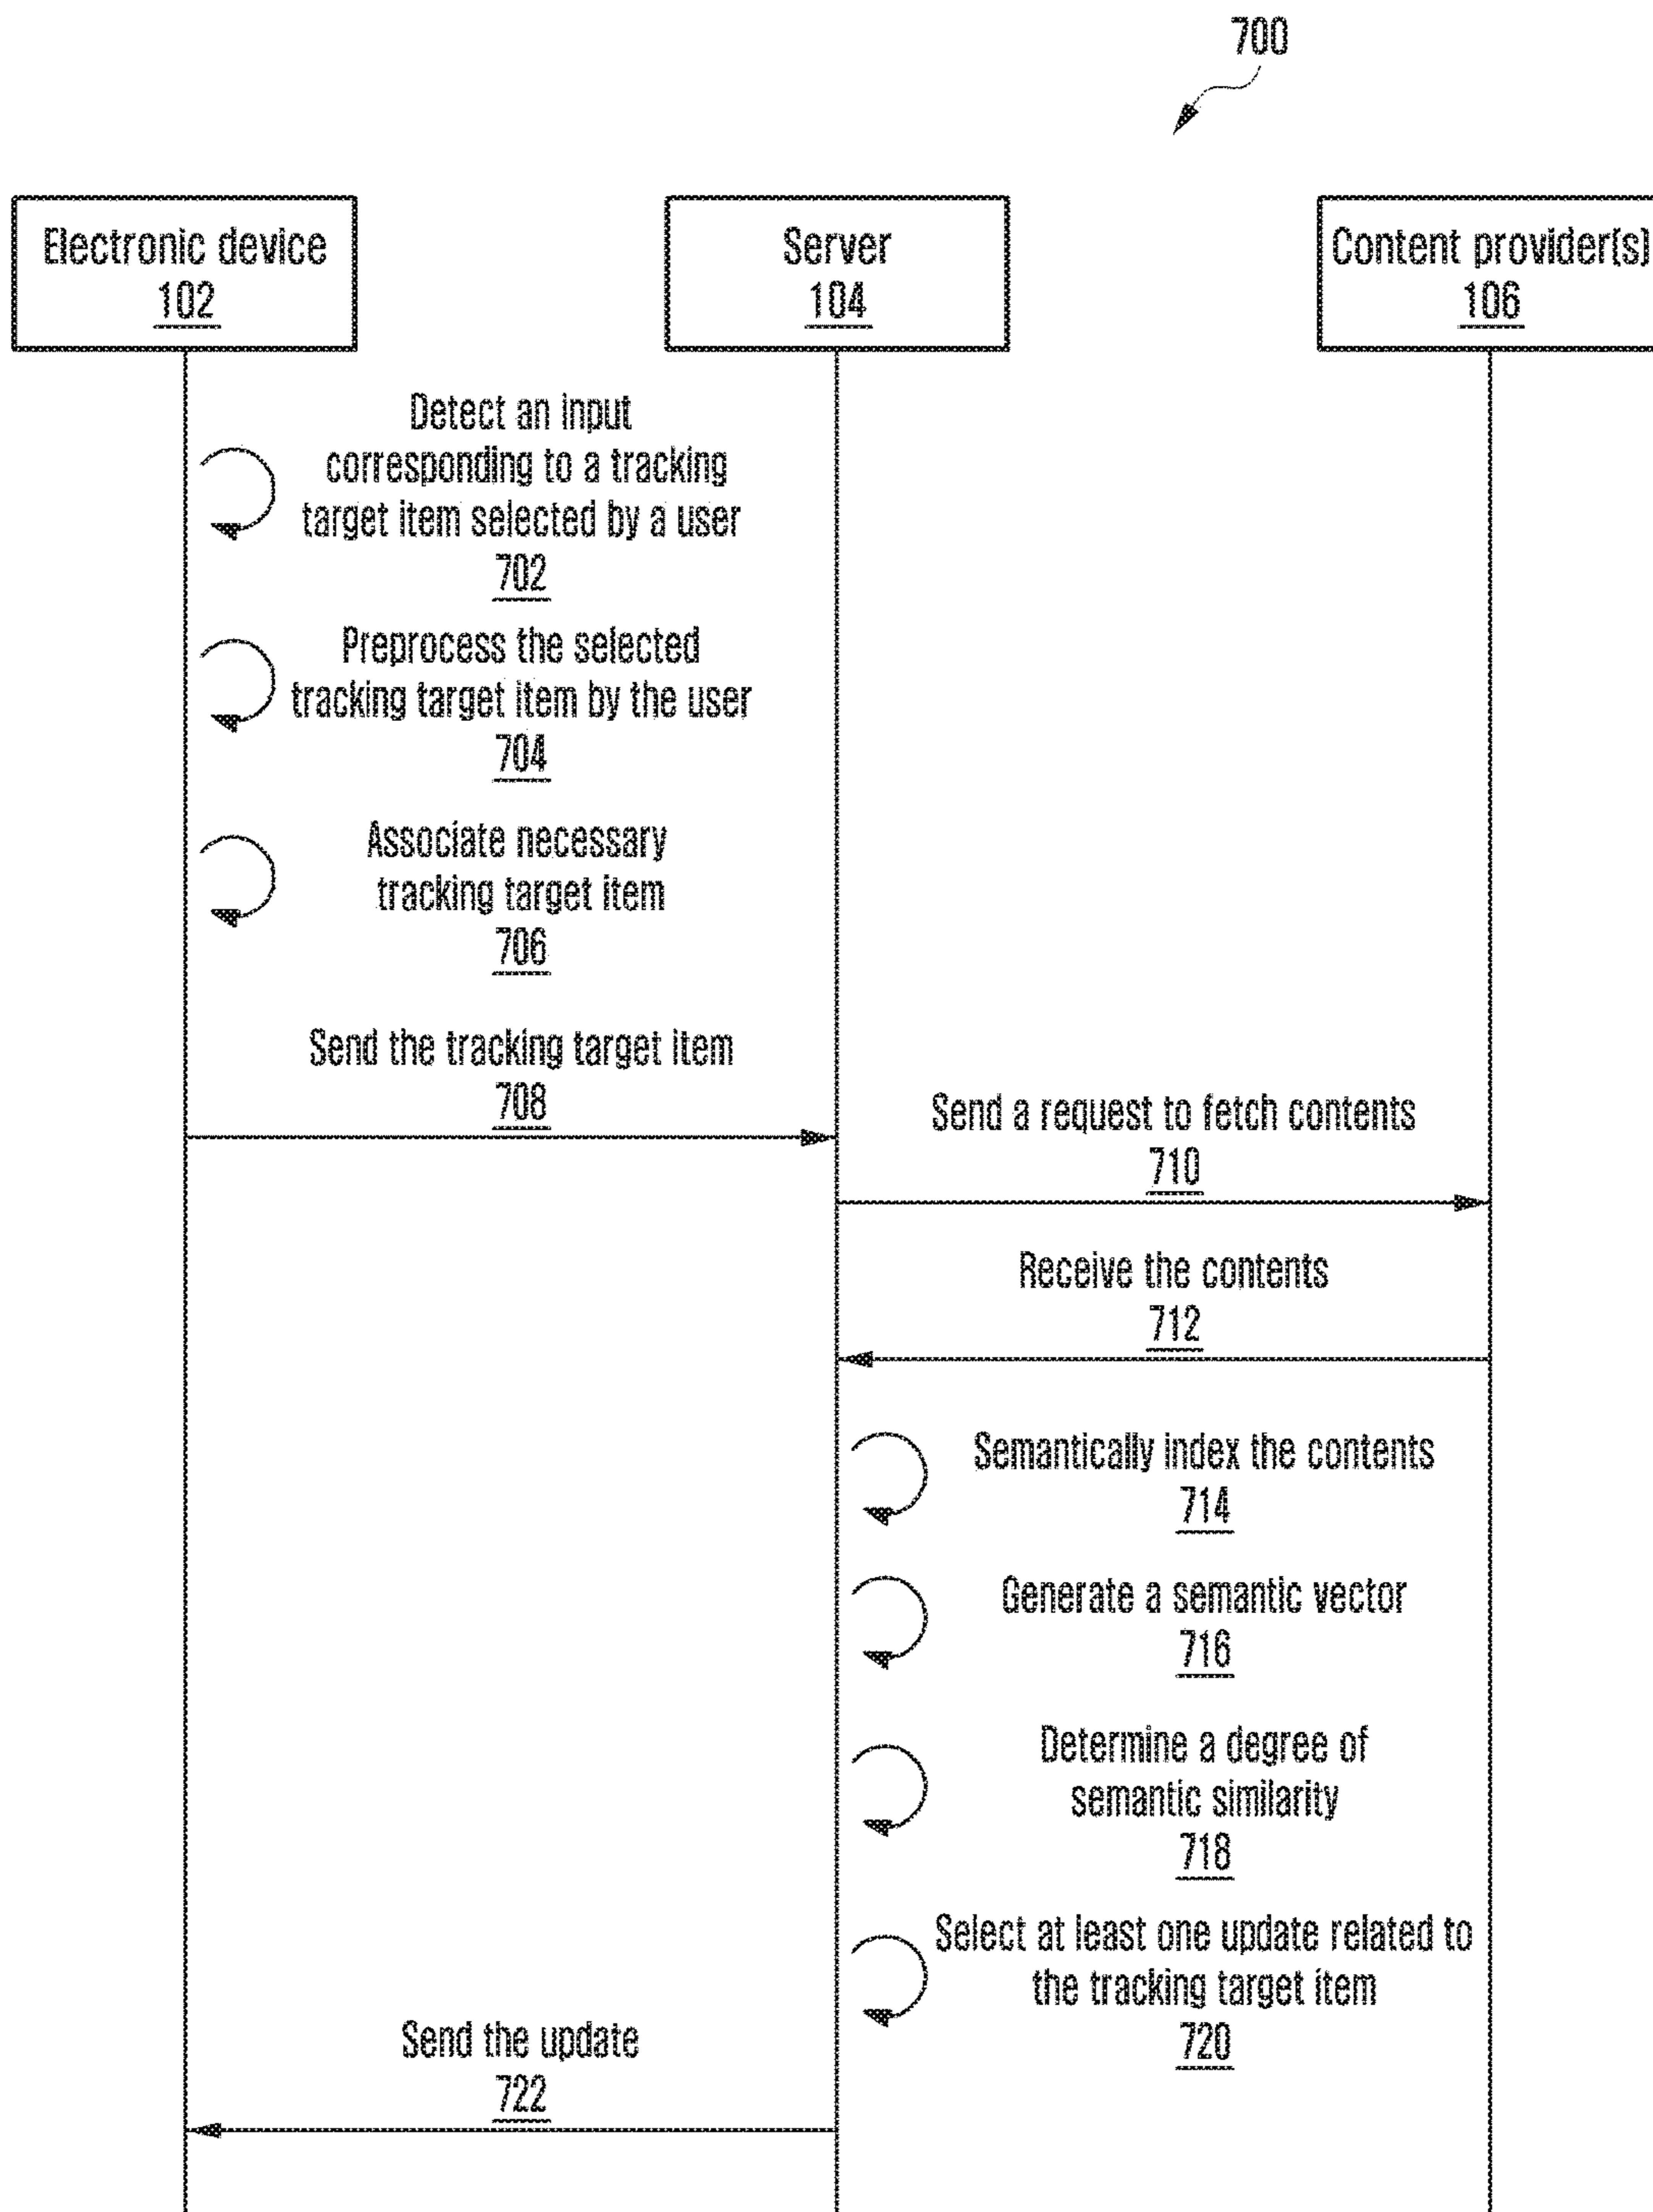 700
Electronic device
102
Server
104
Content provider(s)
106
Detect an input
corresponding to a tracking
target item selected by a user
702
Preprocess the selected
tracking target item by the user
704
Associate necessary
tracking target item
706
Send the tracking target item
708
Send a request to fetch contents
710
Receive the contents
712
Semantically index the contents
714
Generate a semantic vector
716
Determine a degree of
semantic similarity
718
Select at least one update related to
the tracking target item
720
Send the update
722